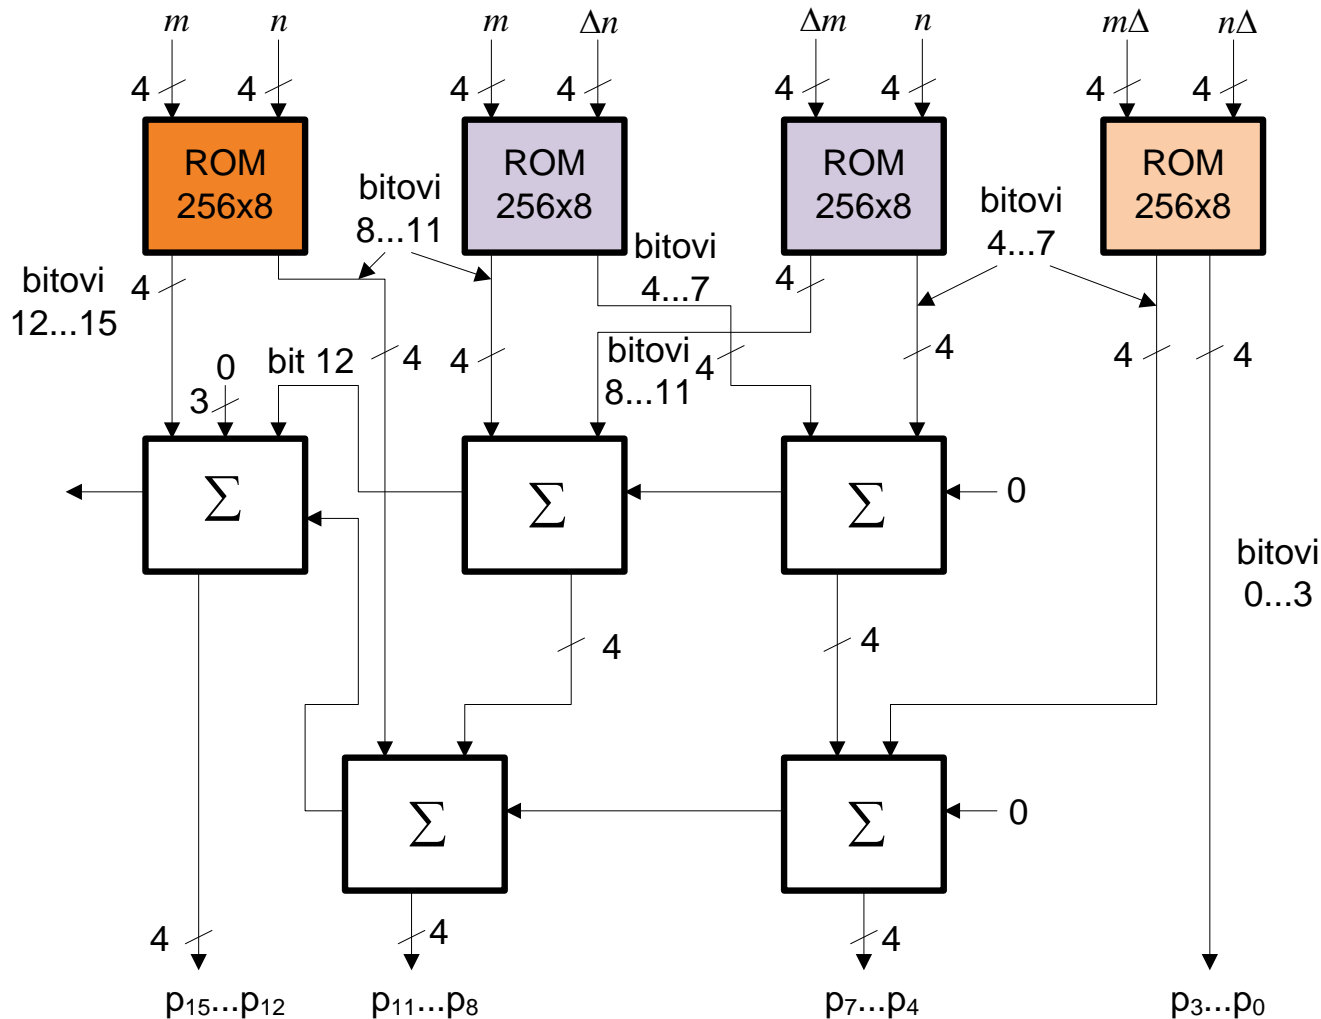 m n m Δn Δm n mΔ nΔ
4 4 4 4 4 4 4 4
ROM
256x8
ROM
256x8
ROM
256x8
ROM
256x8
bitovi
8...11
bitovi
4...7
bitovi
4...7
bitovi
12...15
4
4
4
4
4
4
4
4
bitovi
8...11
0
3
bit 12
Σ
Σ
Σ
0
bitovi
0...3
4
4
Σ
Σ
0
4
4
4
p15...p12
p11...p8
p7...p4
p3...p0